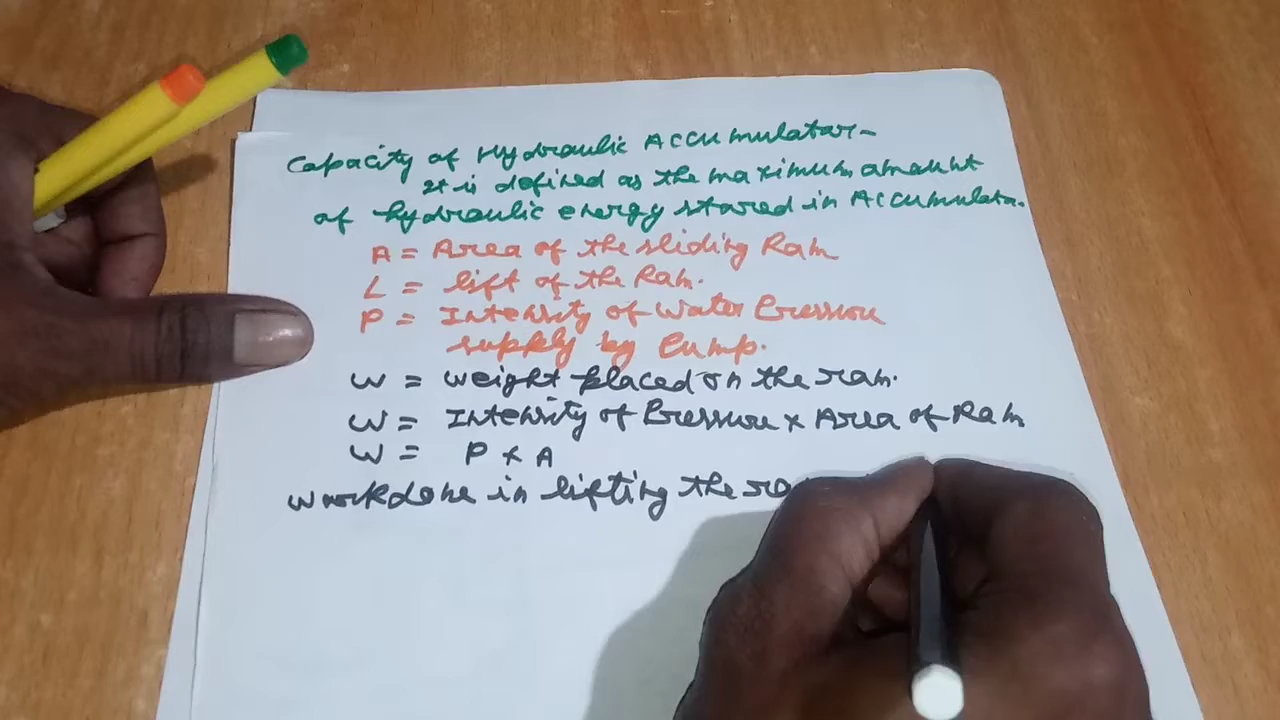 Capacity of Hydraulic Accumulator-
It is defined as the maximum amount
of hydraulic energy stored in Accumulator.
A = Area of the sliding Ram
L = lift of the Ram.
P = Intensity of Water Pressure
supply by Pump.
W = weight placed on the ram.
W = Intensity of Pressure x Area of Ram
W = P x A
workdone in lifting the